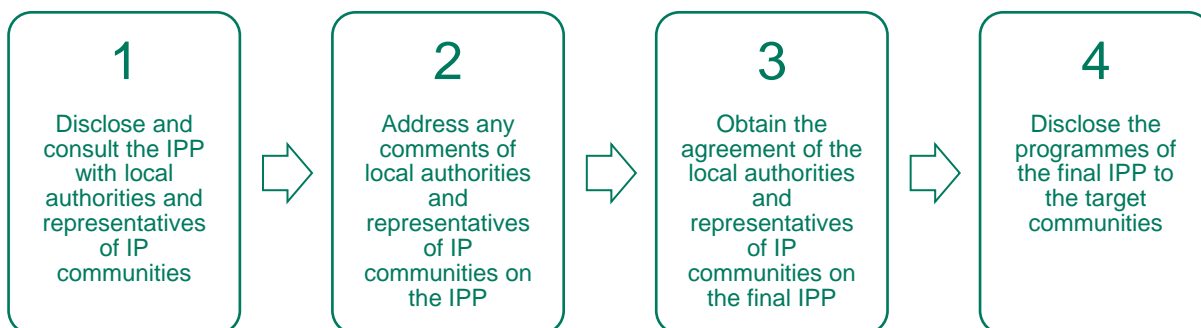 1
Disclose and
consult the IPP
with local
authorities and
representatives
of IP
communities
2
Address any
comments of
local authorities
and
representatives
of IP
communities on
the IPP
3
Obtain the
agreement of the
local authorities
and
representatives
of IP
communities on
the final IPP
4
Disclose the
programmes of
the final IPP to
the target
communities